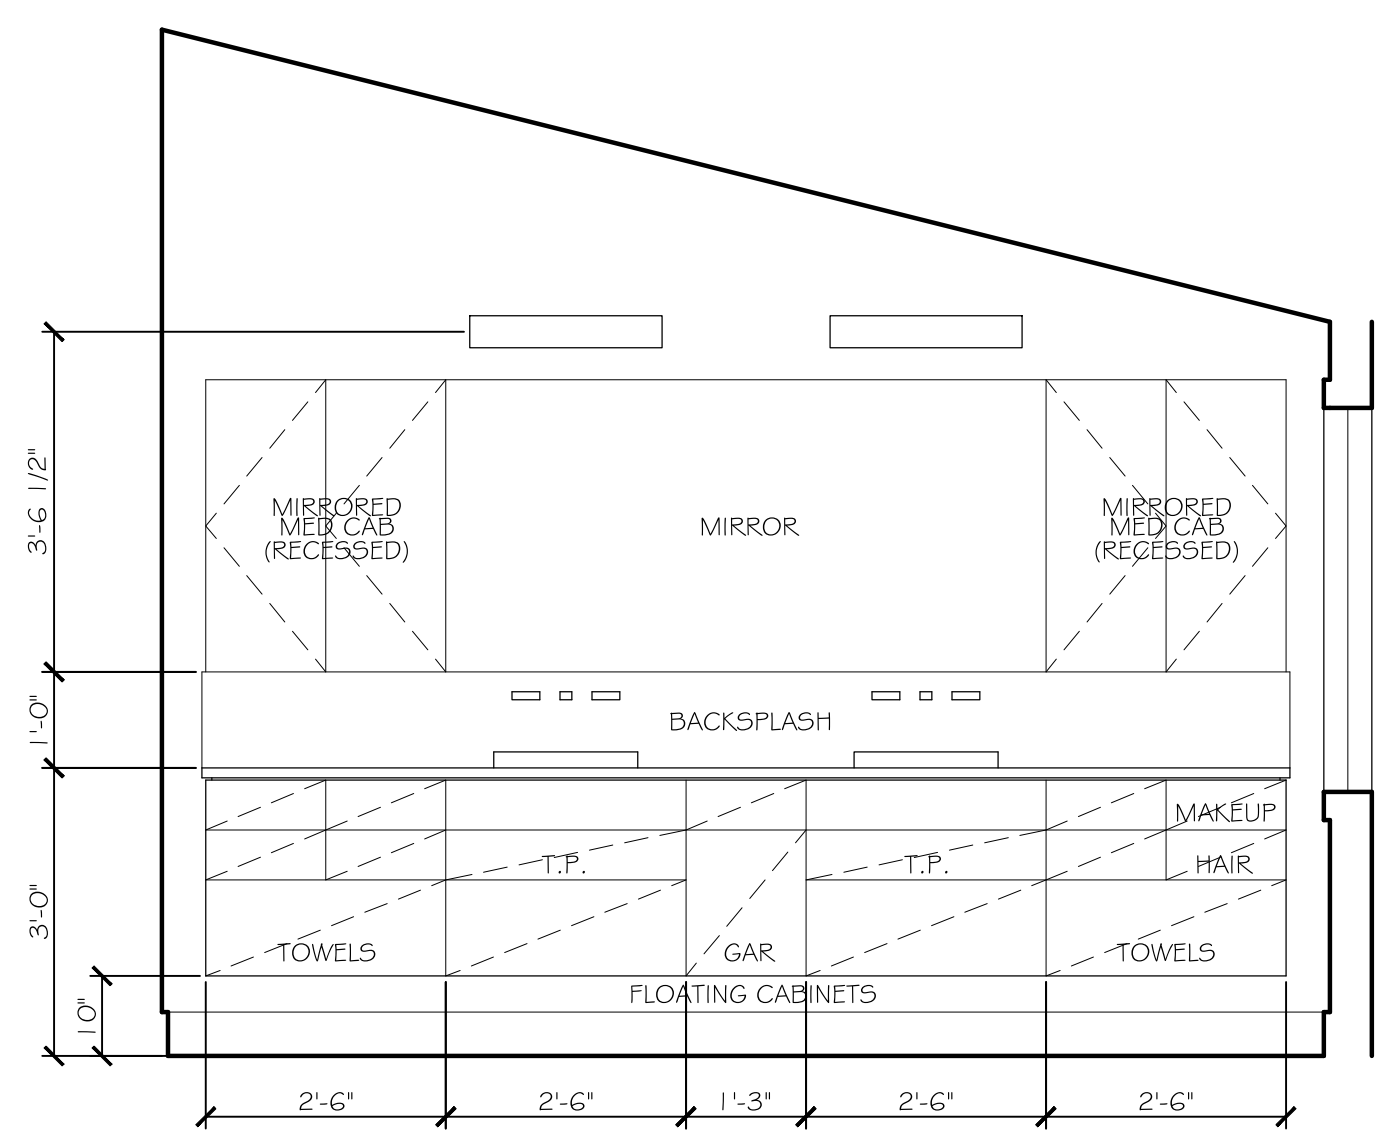 3'-6 1/2"
MIRRORED
MED CAB
(RECESSED)
MIRROR
MIRRORED
MED CAB
(RECESSED)
1'-0"
BACKSPLASH
MAKEUP
T.P.
T.P.
HAIR
3'-0"
TOWELS
GAR
TOWELS
FLOATING CABINETS
10"
2'-6"
2'-6"
1'-3"
2'-6"
2'-6"